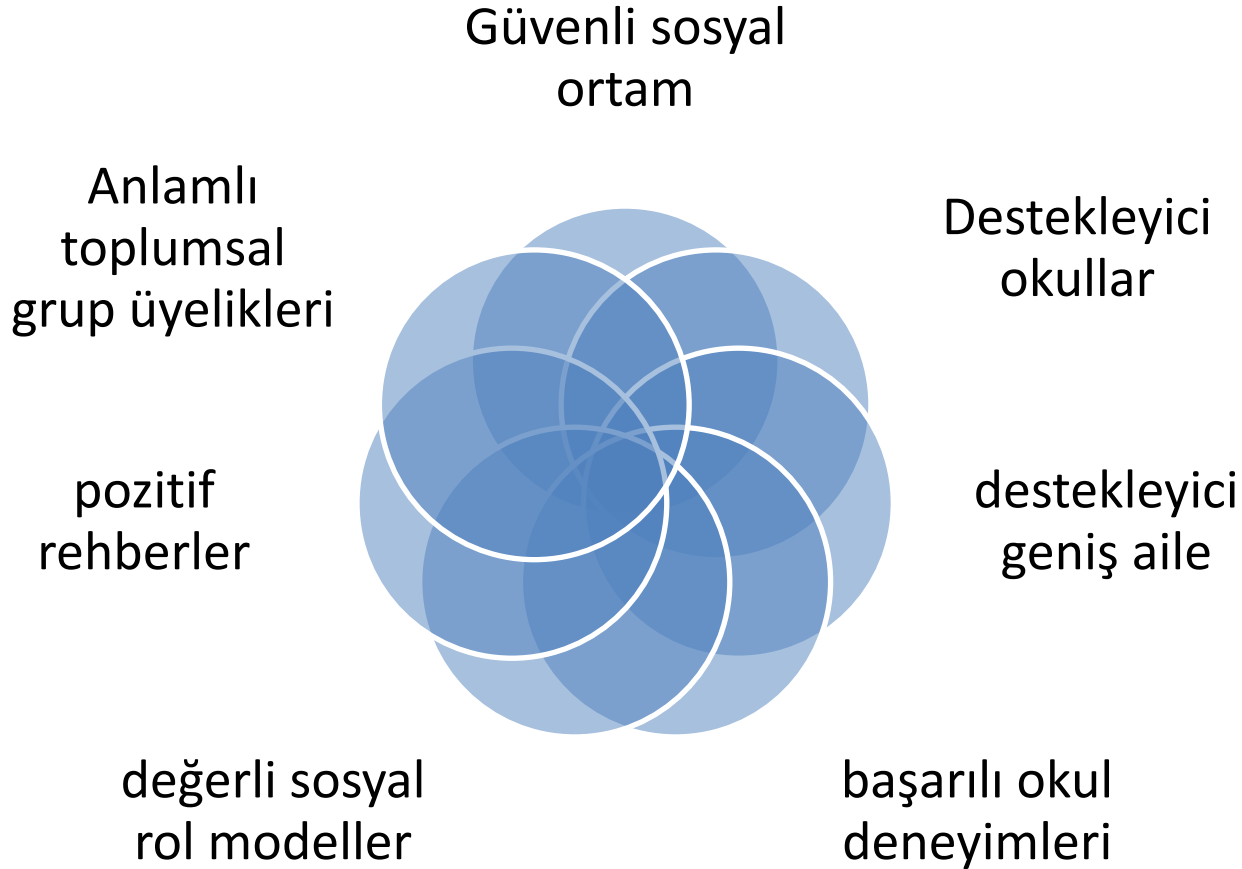 Güvenli sosyal
ortam
Destekleyici
okullar
destekleyici
geniş aile
başarılı okul
deneyimleri
değerli sosyal
rol modeller
pozitif
rehberler
Anlamlı
toplumsal
grup üyelikleri